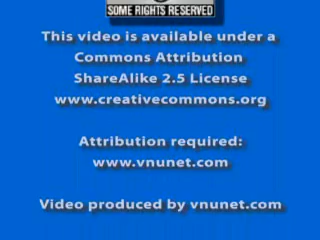 SOME RIGHTS RESERVED
This video is available under a
Commons Attribution
ShareAlike 2.5 License
www.creativecommons.org
Attribution required:
www.vnunet.com
Video produced by vnunet.com